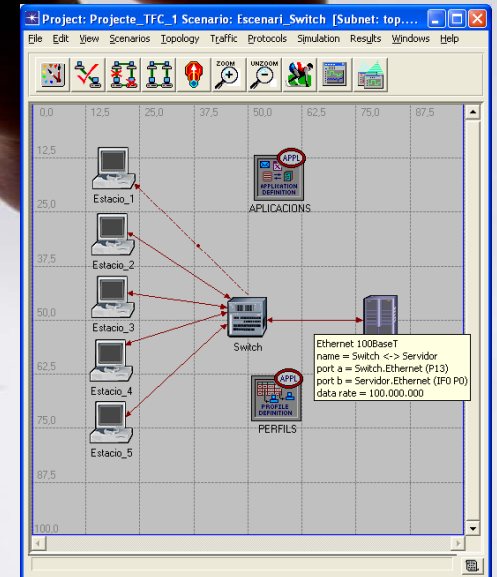 Project: Projecte_TFC_1 Scenario: Escenari_Switch [Subnet: top....
File Edit View Scenarios Topology Traffic Protocols Simulation Results Windows Help
ZOOM UNZOOM
0,0 12,5 25,0 37,5 50,0 62,5 75,0 87,5
12,5
25,0
37,5
50,0
62,5
75,0
87,5
100,0
Estacio_1
APPL
APPLICATION
DEFINITION
APLICACIONS
Estacio_2
Estacio_3
Switch
Ethernet 100BaseT
name = Switch <-> Servidor
port a = Switch.Ethernet (P13)
port b = Servidor.Ethernet (IF0 P0)
data rate = 100.000.000
Estacio_4
APPL
PROFILE
DEFINITION
PERFILS
Estacio_5